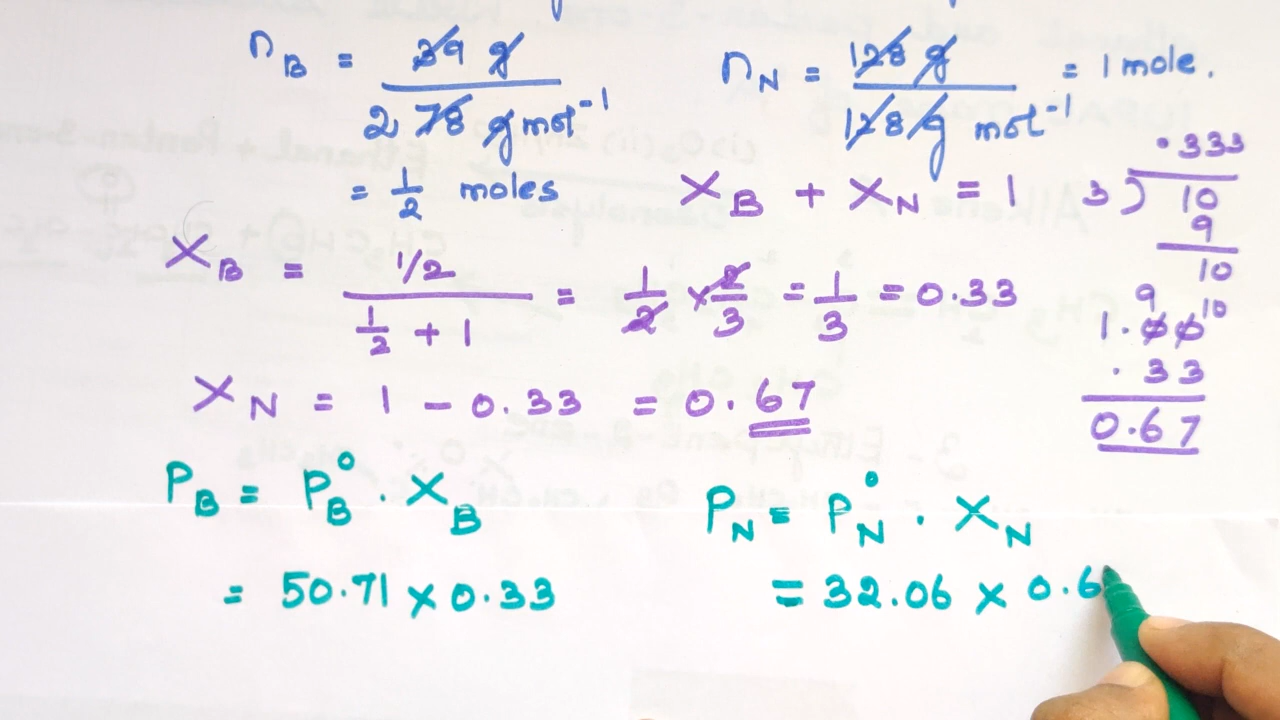 n_B = 39 g / 2 78 g mol⁻¹
= 1/2 moles
n_N = 128 g / 128 g mol⁻¹ = 1 mole.
X_B + X_N = 1
.333
3) 10
9
10
X_B = 1/2 / 1/2 + 1 = 1/2 × 2/3 = 1/3 = 0.33
9 10
1.00
.33
0.67
X_N = 1 - 0.33 = 0.67
P_B = P°_B . X_B
= 50.71 × 0.33
P_N = P°_N . X_N
= 32.06 × 0.6